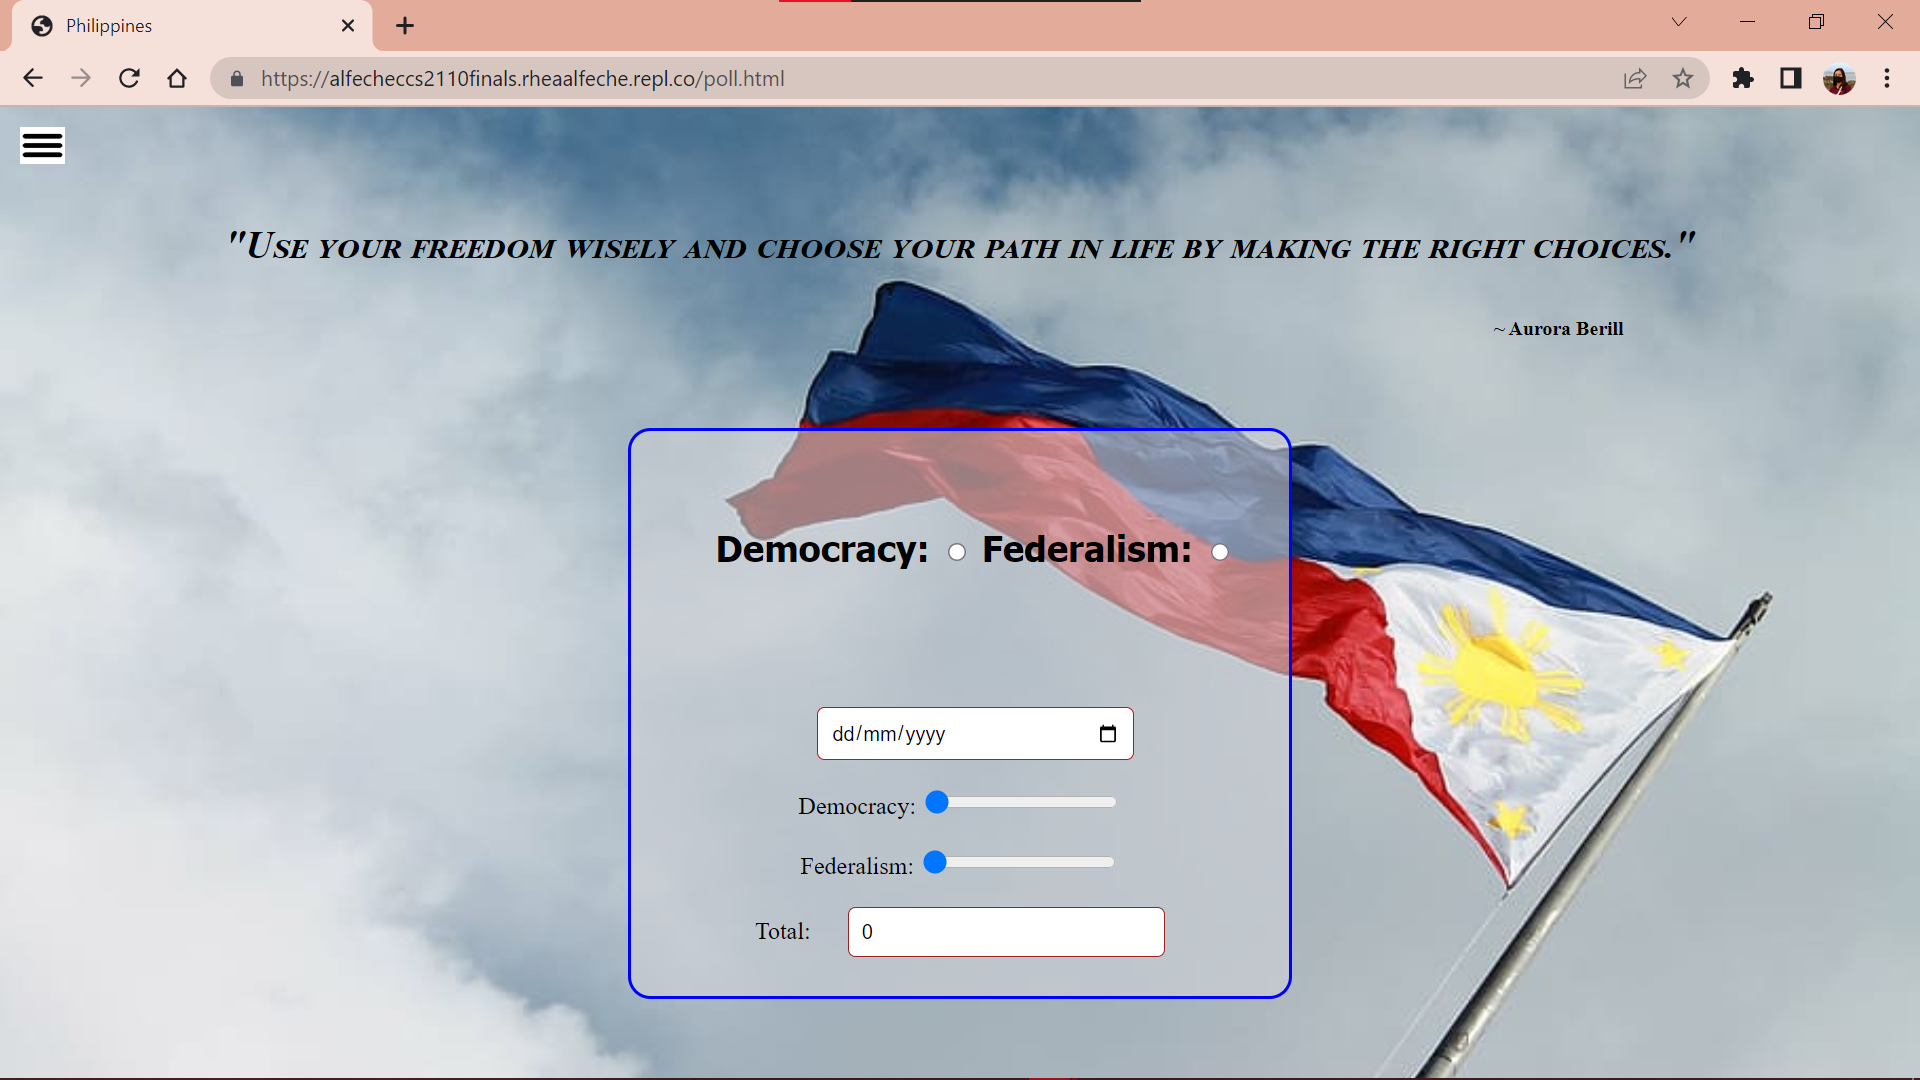 Philippines
https://alfecheccs2110finals.rheaalfeche.repl.co/poll.html
"Use your freedom wisely and choose your path in life by making the right choices."
~ Aurora Berill
Democracy: Federalism:
dd/mm/yyyy
Democracy:
Federalism:
Total: 0